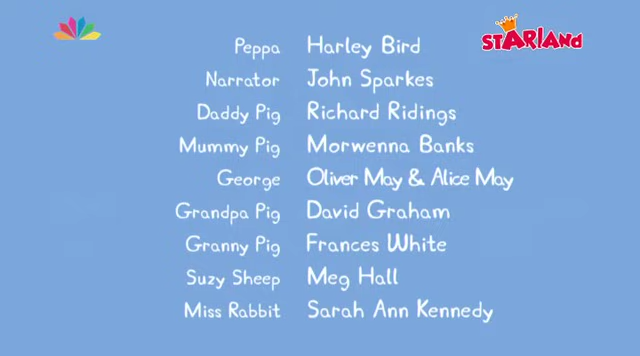 STARLAND
Peppa Harley Bird
Narrator John Sparkes
Daddy Pig Richard Ridings
Mummy Pig Morwenna Banks
George Oliver May & Alice May
Grandpa Pig David Graham
Granny Pig Frances White
Suzy Sheep Meg Hall
Miss Rabbit Sarah Ann Kennedy